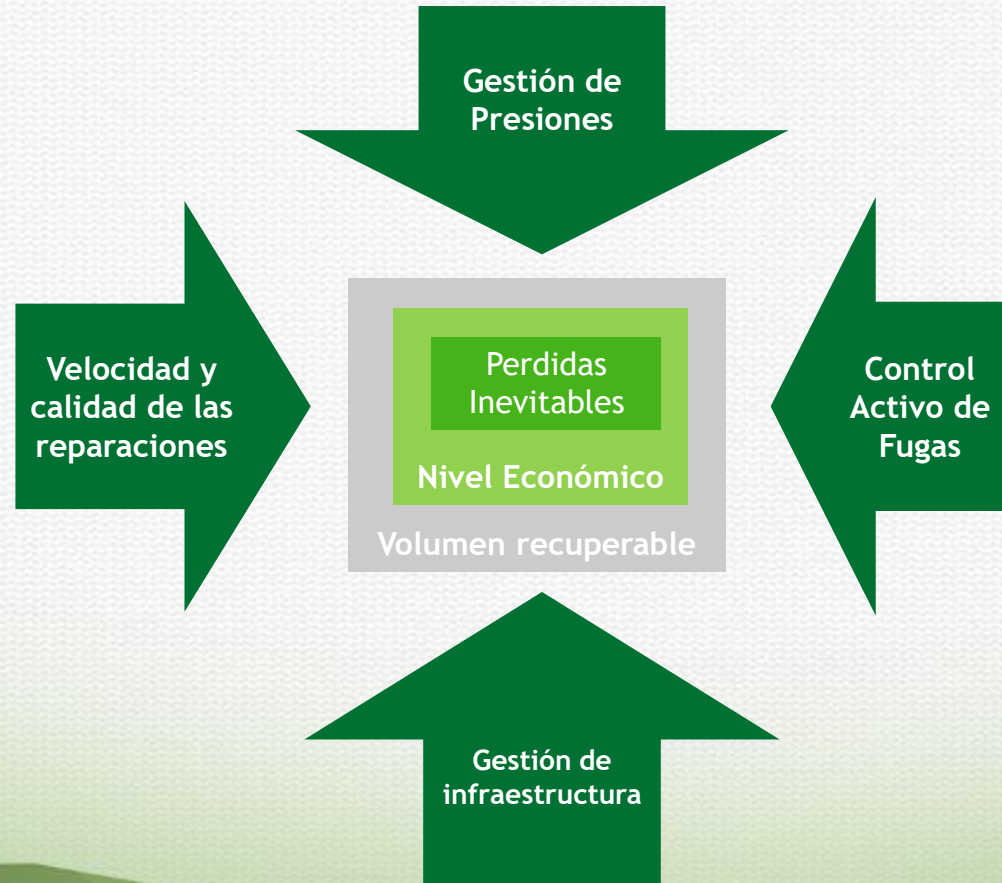 Gestión de
Presiones
Velocidad y
calidad de las
reparaciones
Perdidas
Inevitables
Nivel Económico
Volumen recuperable
Control
Activo de
Fugas
Gestión de
infraestructura